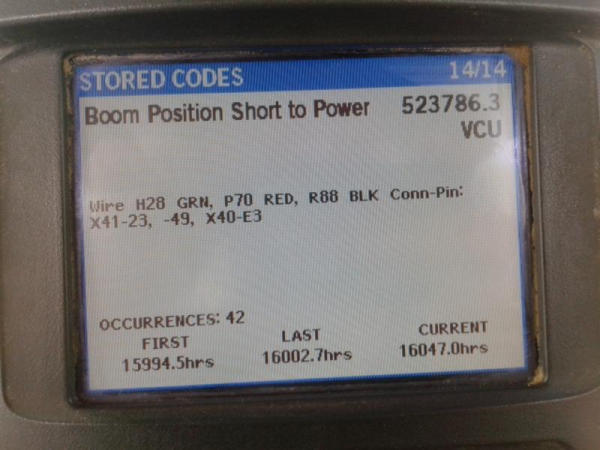 STORED CODES 14/14
Boom Position Short to Power 523786.3
VCU
Wire H28 GRN, P70 RED, R88 BLK Conn-Pin:
X41-23, -49, X40-E3
OCCURRENCES: 42
FIRST LAST CURRENT
15994.5hrs 16002.7hrs 16047.0hrs